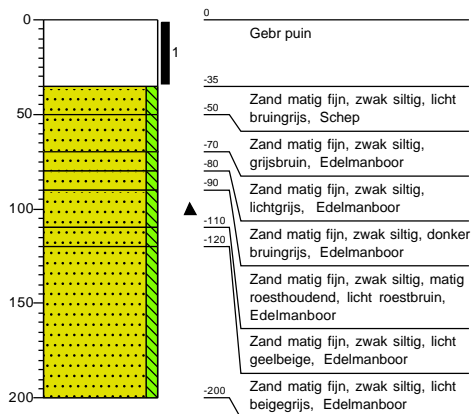 0
50
100
150
200
1
0
Gebr puin
-35
Zand matig fijn, zwak siltig, licht
bruingrijs, Schep
-50
Zand matig fijn, zwak siltig,
grijsbruin, Edelmanboor
-70
Zand matig fijn, zwak siltig,
lichtgrijs, Edelmanboor
-80
Zand matig fijn, zwak siltig, donker
bruingrijs, Edelmanboor
-90
Zand matig fijn, zwak siltig, matig
roesthoudend, licht roestbruin,
Edelmanboor
-110
Zand matig fijn, zwak siltig, licht
geelbeige, Edelmanboor
-120
Zand matig fijn, zwak siltig, licht
beigegrijs, Edelmanboor
-200